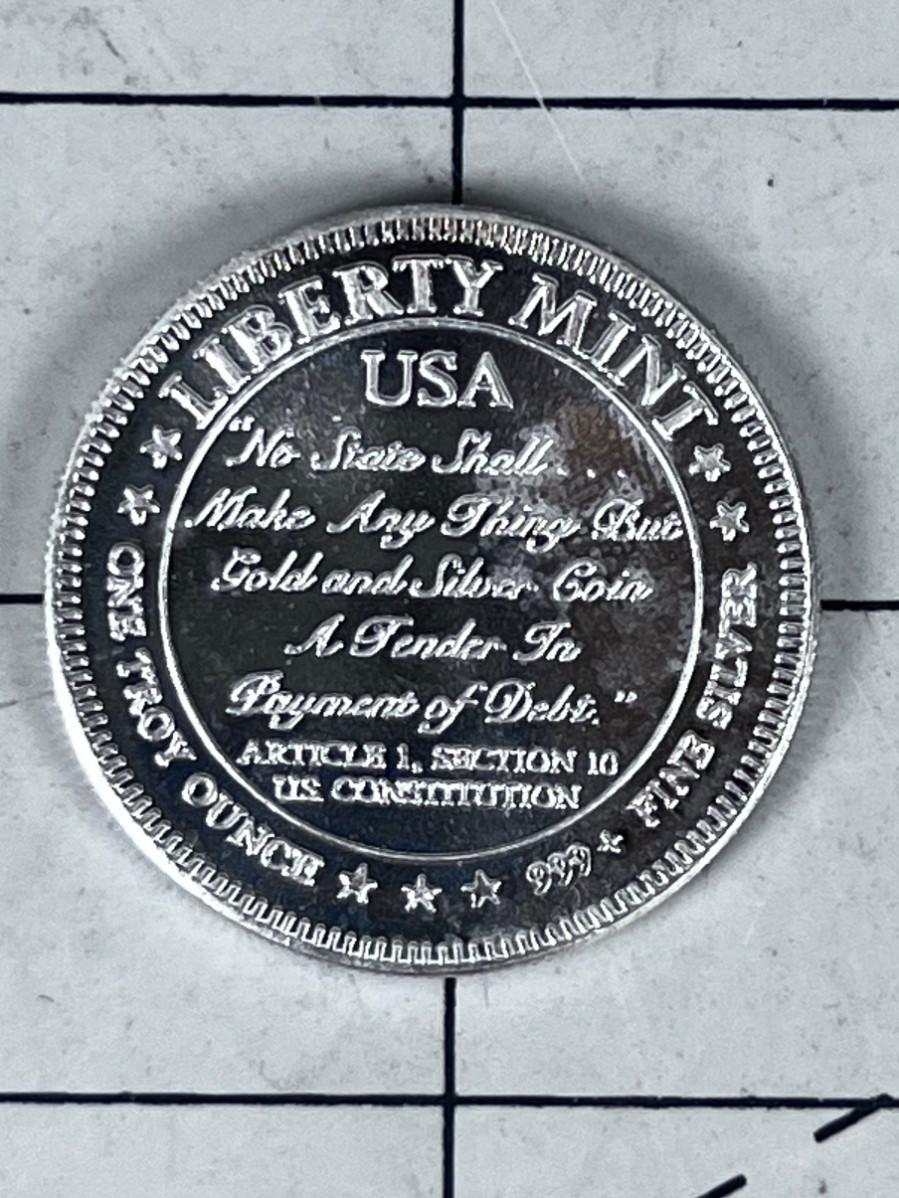 LIBERTY MINT
USA
"No State Shall . . .
Make Any Thing But
Gold and Silver Coin
A Tender In
Payment of Debt."
ARTICLE 1, SECTION 10
U.S. CONSTITUTION
ONE TROY OUNCE
999+ FINE SILVER